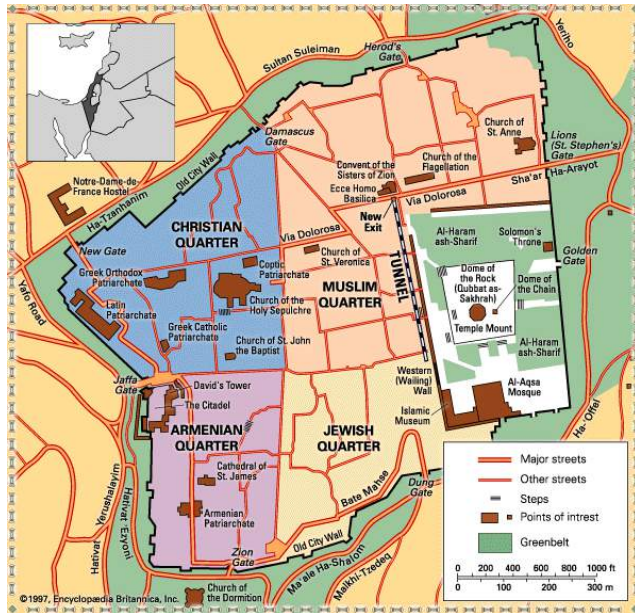 Sultan Suleiman
Herod's
Gate
Yeriho
Damascus
Gate
Church of
St. Anne
Lions
(St. Stephen's)
Gate
Old City Wall
Convent of the
Sisters of Zion
Church of the
Flagellation
Ecce Homo
Basilica
Sha'ar Ha-Arayot
Notre-Dame-de-
France Hostel
Ha-Tzanhanim
New
Exit
Via Dolorosa
CHRISTIAN
QUARTER
Via Dolorosa
Al-Haram
ash-Sharif
Solomon's
Throne
New Gate
Golden
Gate
Coptic
Patriarchate
Church of
St. Veronica
TUNNEL
Greek Orthodox
Patriarchate
MUSLIM
QUARTER
Dome of
the Rock
(Qubbat as-
Sakhrah)
Dome of
the Chain
Yafo Road
Latin
Patriarchate
Church of the
Holy Sepulchre
Temple Mount
Greek Catholic
Patriarchate
Church of St. John
the Baptist
Al-Haram
ash-Sharif
Jaffa
Gate
David's Tower
Western
(Wailing)
Wall
Al-Aqsa
Mosque
The Citadel
Islamic
Museum
Ha-Ofel
ARMENIAN
QUARTER
JEWISH
QUARTER
Cathedral of
St. James
Dung
Gate
Bate Mahse
Armenian
Patriarchate
Hativat Yerushalayim
Hativat 'Ezyoni
Old City Wall
Zion
Gate
Ma'ale Ha-Shalom
Malkhi-Tzedeq
Church of
the Dormition
Major streets
Other streets
Steps
Points of intrest
Greenbelt
0 200 400 600 800 1000 ft
0 100 200 300 m
©1997, Encyclopædia Britannica, Inc.